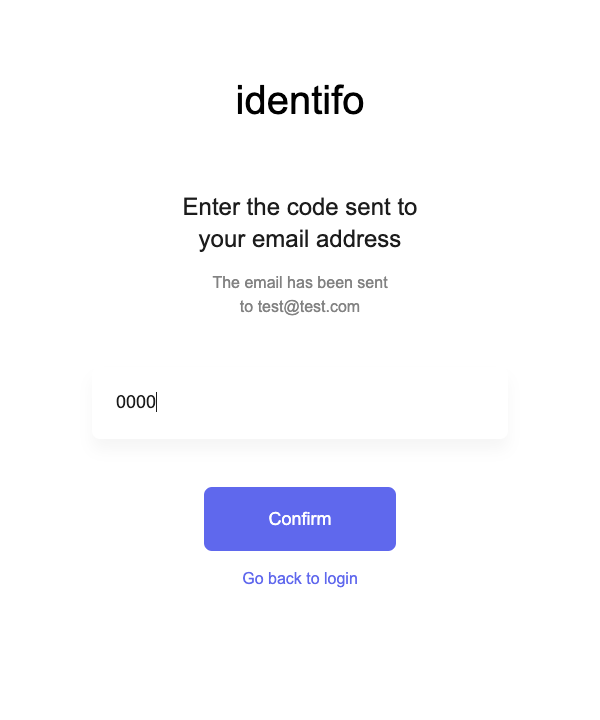 identifo
Enter the code sent to
your email address
The email has been sent
to test@test.com
0000
Confirm
Go back to login